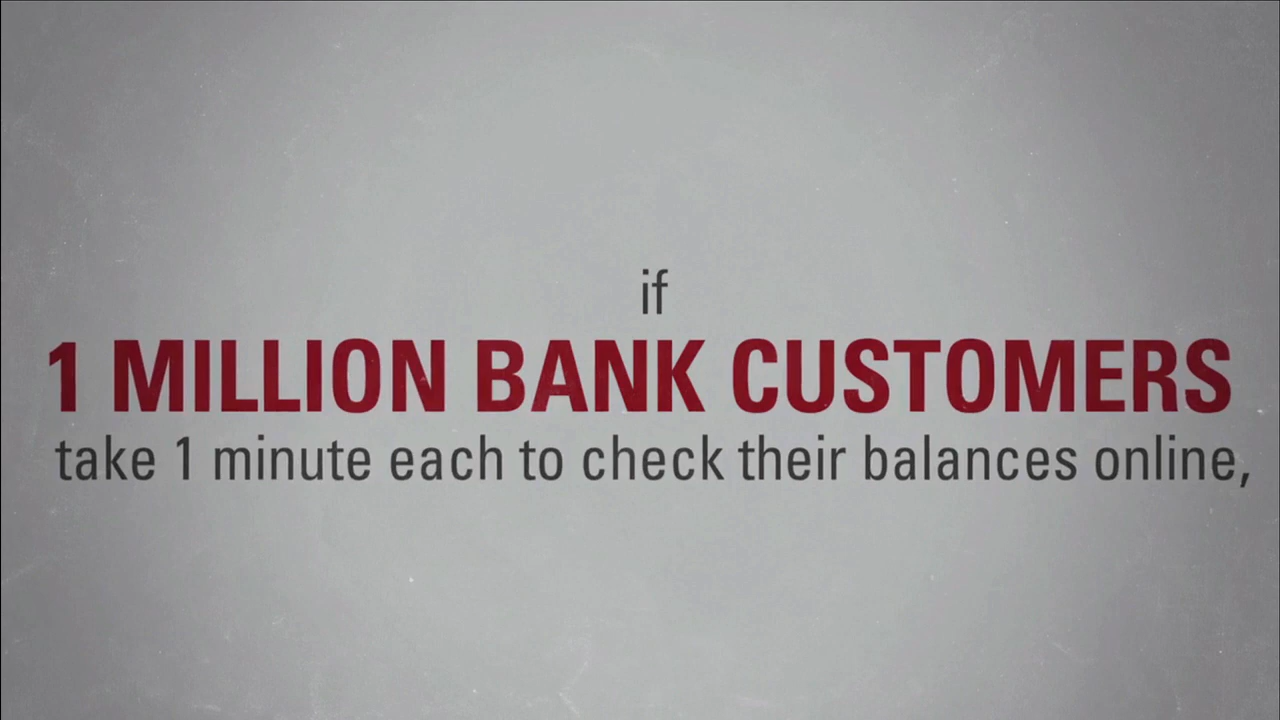 if
1 MILLION BANK CUSTOMERS
take 1 minute each to check their balances online,